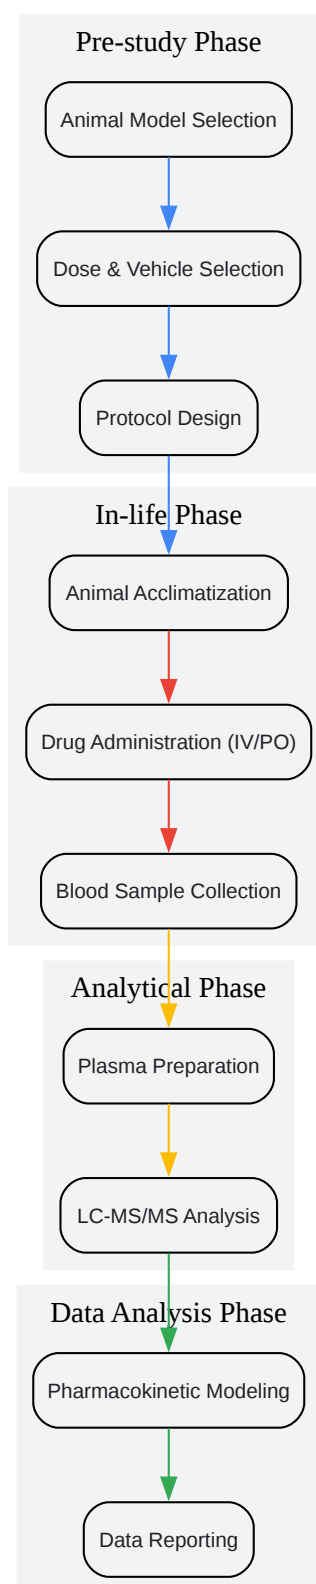 Pre-study Phase
Animal Model Selection
Dose & Vehicle Selection
Protocol Design
In-life Phase
Animal Acclimatization
Drug Administration (IV/PO)
Blood Sample Collection
Analytical Phase
Plasma Preparation
LC-MS/MS Analysis
Data Analysis Phase
Pharmacokinetic Modeling
Data Reporting